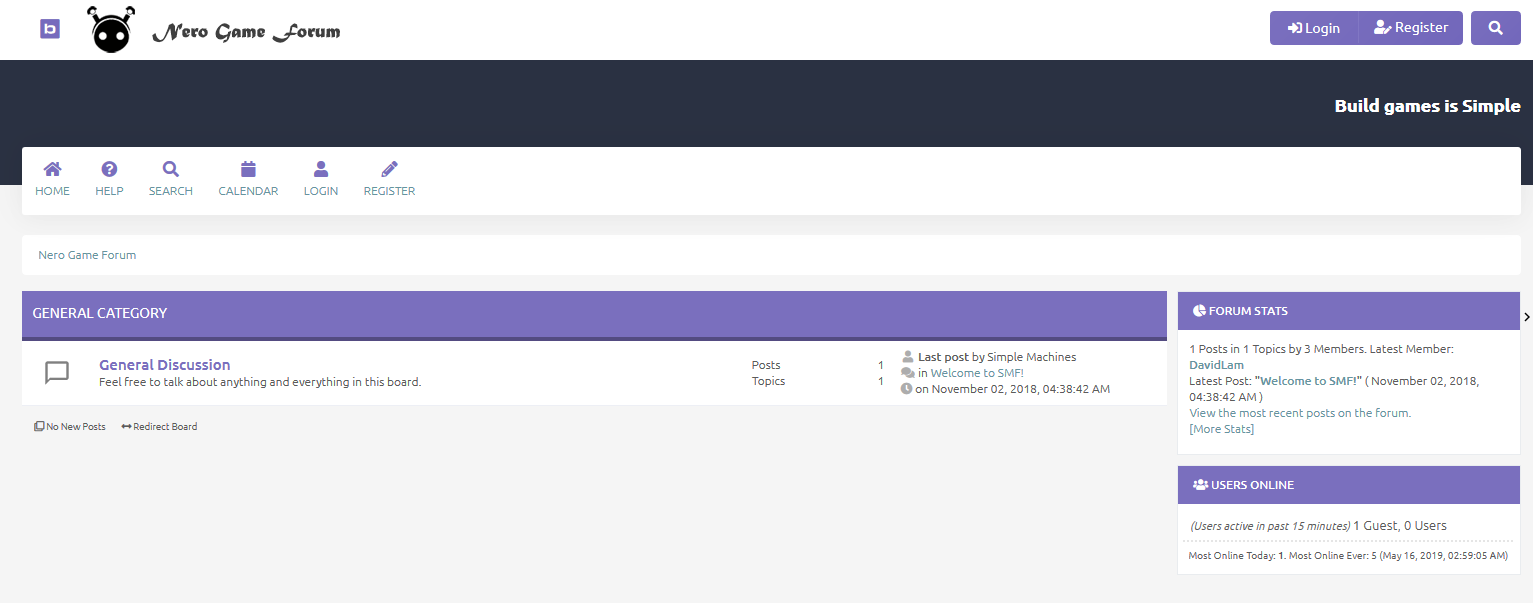 b
Nero Game Forum
Login
Register
Build games is Simple
HOME
HELP
SEARCH
CALENDAR
LOGIN
REGISTER
Nero Game Forum
GENERAL CATEGORY
General Discussion
Feel free to talk about anything and everything in this board.
Posts 1
Topics 1
Last post by Simple Machines
in Welcome to SMF!
on November 02, 2018, 04:38:42 AM
No New Posts
Redirect Board
FORUM STATS
1 Posts in 1 Topics by 3 Members. Latest Member:
DavidLam
Latest Post: "Welcome to SMF!" ( November 02, 2018,
04:38:42 AM )
View the most recent posts on the forum.
[More Stats]
USERS ONLINE
(Users active in past 15 minutes) 1 Guest, 0 Users
Most Online Today: 1. Most Online Ever: 5 (May 16, 2019, 02:59:05 AM)